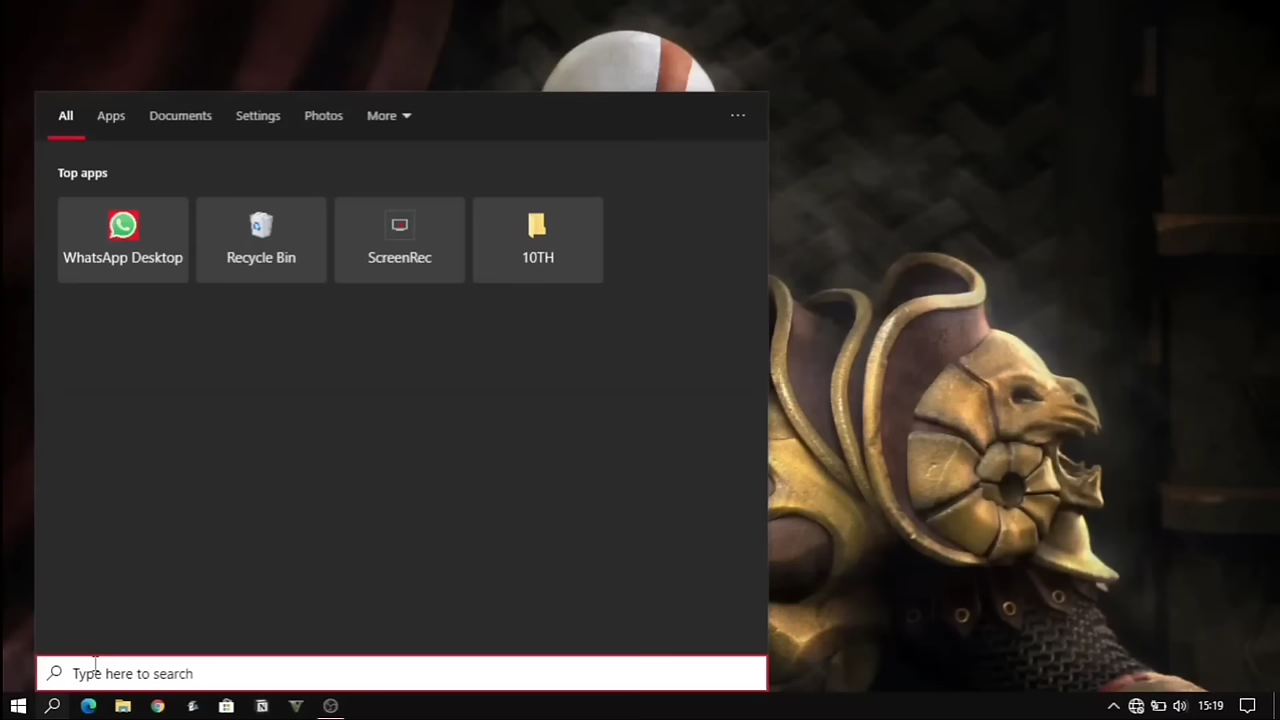 All Apps Documents Settings Photos More ...
Top apps
WhatsApp Desktop Recycle Bin ScreenRec 10TH
Type here to search
15:19